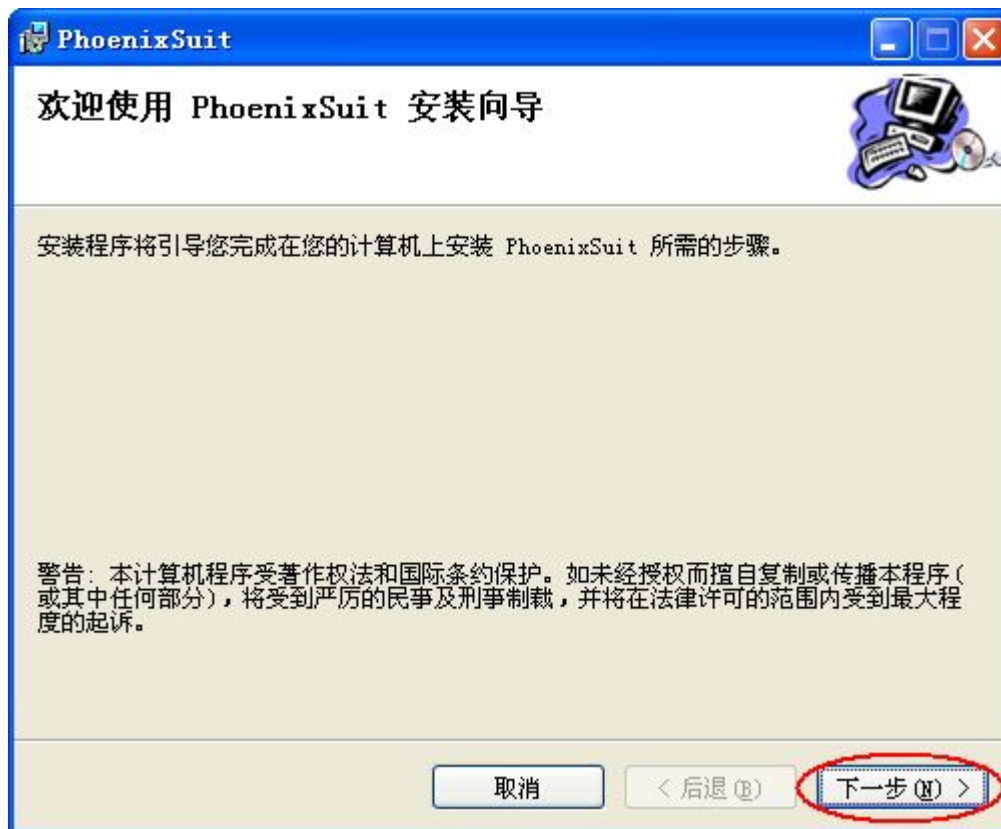 PhoenixSuit
欢迎使用 PhoenixSuit 安装向导
安装程序将引导您完成在您的计算机上安装 PhoenixSuit 所需的步骤。
警告: 本计算机程序受著作权法和国际条约保护。如未经授权而擅自复制或传播本程序(
或其中任何部分),将受到严厉的民事及刑事制裁,并将在法律许可的范围内受到最大程
度的起诉。
取消
< 后退(B)
下一步(N) >